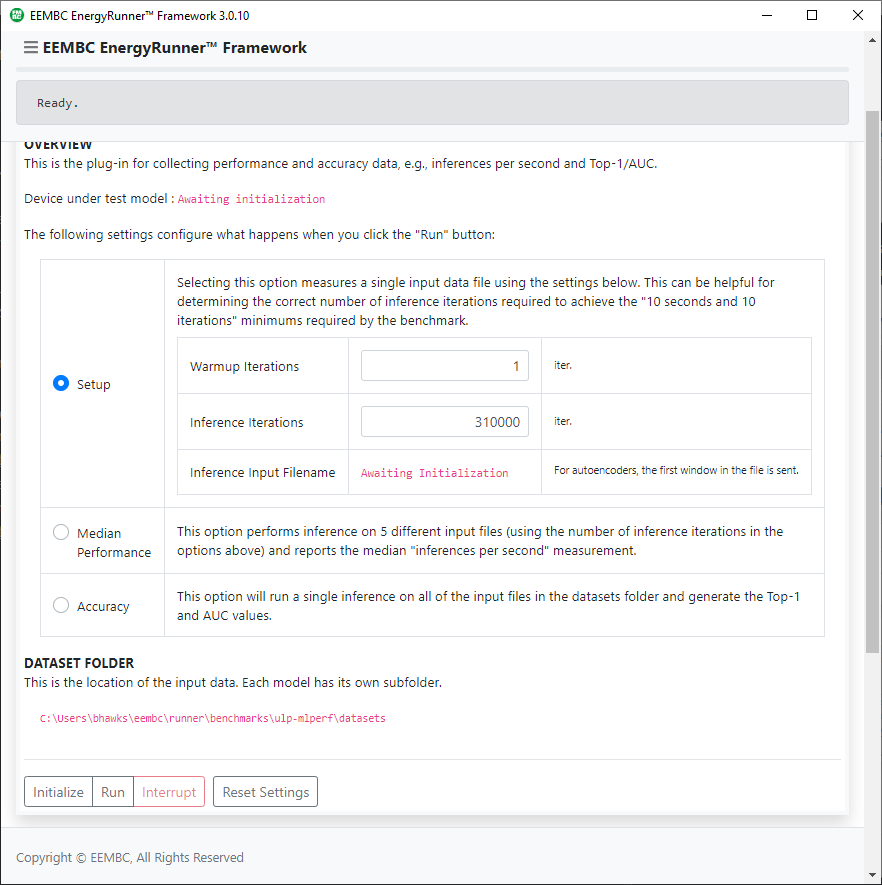 EEMBC EnergyRunner™ Framework 3.0.10
EEMBC EnergyRunner™ Framework
Ready.
OVERVIEW
This is the plug-in for collecting performance and accuracy data, e.g., inferences per second and Top-1/AUC.
Device under test model : Awaiting initialization
The following settings configure what happens when you click the "Run" button:
Setup
Selecting this option measures a single input data file using the settings below. This can be helpful for
determining the correct number of inference iterations required to achieve the "10 seconds and 10
iterations" minimums required by the benchmark.
Warmup Iterations 1 iter.
Inference Iterations 310000 iter.
Inference Input Filename Awaiting Initialization For autoencoders, the first window in the file is sent.
Median
Performance
This option performs inference on 5 different input files (using the number of inference iterations in the
options above) and reports the median "inferences per second" measurement.
Accuracy
This option will run a single inference on all of the input files in the datasets folder and generate the Top-1
and AUC values.
DATASET FOLDER
This is the location of the input data. Each model has its own subfolder.
C:\Users\bhawks\eembc\runner\benchmarks\ulp-mlperf\datasets
Initialize Run Interrupt Reset Settings
Copyright © EEMBC, All Rights Reserved